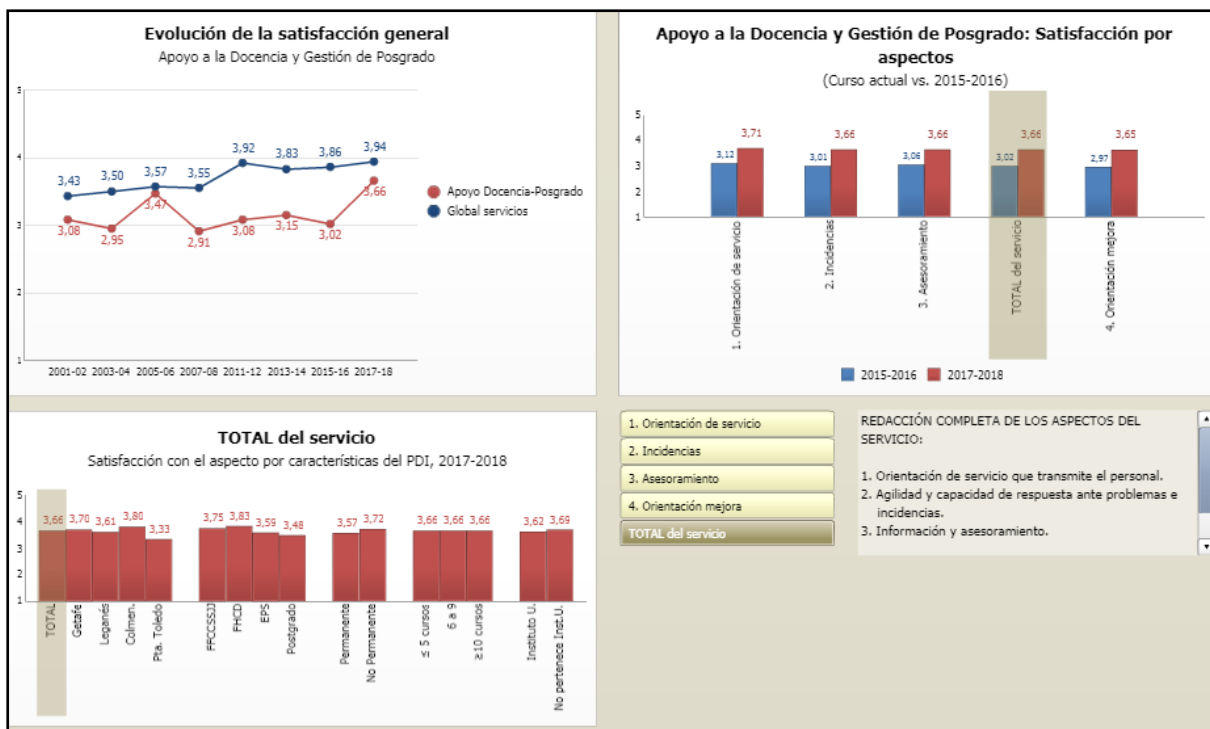 Evolución de la satisfacción general
Apoyo a la Docencia y Gestión de Posgrado
5
4
3
2
1
3,43
3,50
3,57
3,55
3,92
3,83
3,86
3,94
3,08
2,95
3,47
2,91
3,08
3,15
3,02
3,66
2001-02 2003-04 2005-06 2007-08 2011-12 2013-14 2015-16 2017-18
Apoyo Docencia-Posgrado
Global servicios
Apoyo a la Docencia y Gestión de Posgrado: Satisfacción por
aspectos
(Curso actual vs. 2015-2016)
5
4
3
2
1
3,12
3,71
3,01
3,66
3,06
3,66
3,02
3,66
2,97
3,65
1. Orientación de servicio
2. Incidencias
3. Asesoramiento
TOTAL del servicio
4. Orientación mejora
2015-2016
2017-2018
TOTAL del servicio
Satisfacción con el aspecto por características del PDI, 2017-2018
5
4
3
2
1
3,66 3,70 3,61 3,80 3,33
3,75 3,83 3,59 3,48
3,57 3,72
3,66 3,66 3,66
3,62 3,69
TOTAL
Getafe
Leganés
Colmen.
Pta. Toledo
FFCCSSJJ
FHCD
EPS
Postgrado
Permanente
No Permanente
≤ 5 cursos
6 a 9
≥10 cursos
Instituto U.
No pertenece Inst.U.
1. Orientación de servicio
2. Incidencias
3. Asesoramiento
4. Orientación mejora
TOTAL del servicio
REDACCIÓN COMPLETA DE LOS ASPECTOS DEL
SERVICIO:
1. Orientación de servicio que transmite el personal.
2. Agilidad y capacidad de respuesta ante problemas e
incidencias.
3. Información y asesoramiento.